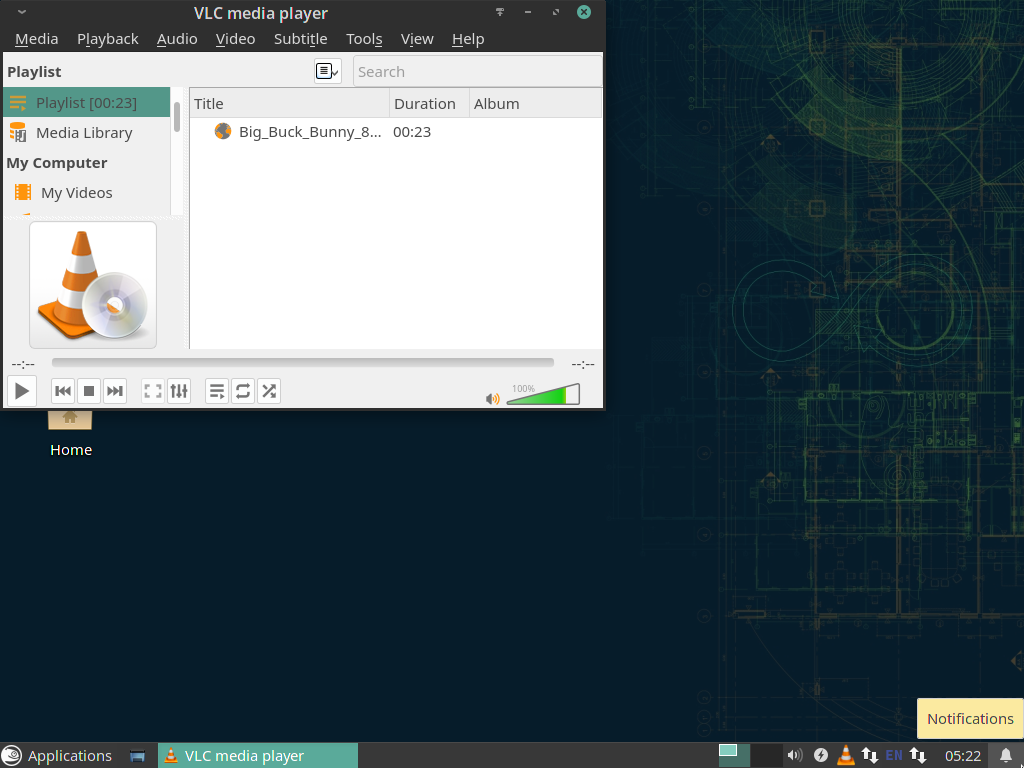 VLC media player
Media Playback Audio Video Subtitle Tools View Help
Playlist
Search
Playlist [00:23]
Media Library
My Computer
My Videos
Title Duration Album
Big_Buck_Bunny_8... 00:23
--:-- --:--
100%
Home
Notifications
Applications
VLC media player
EN
05:22